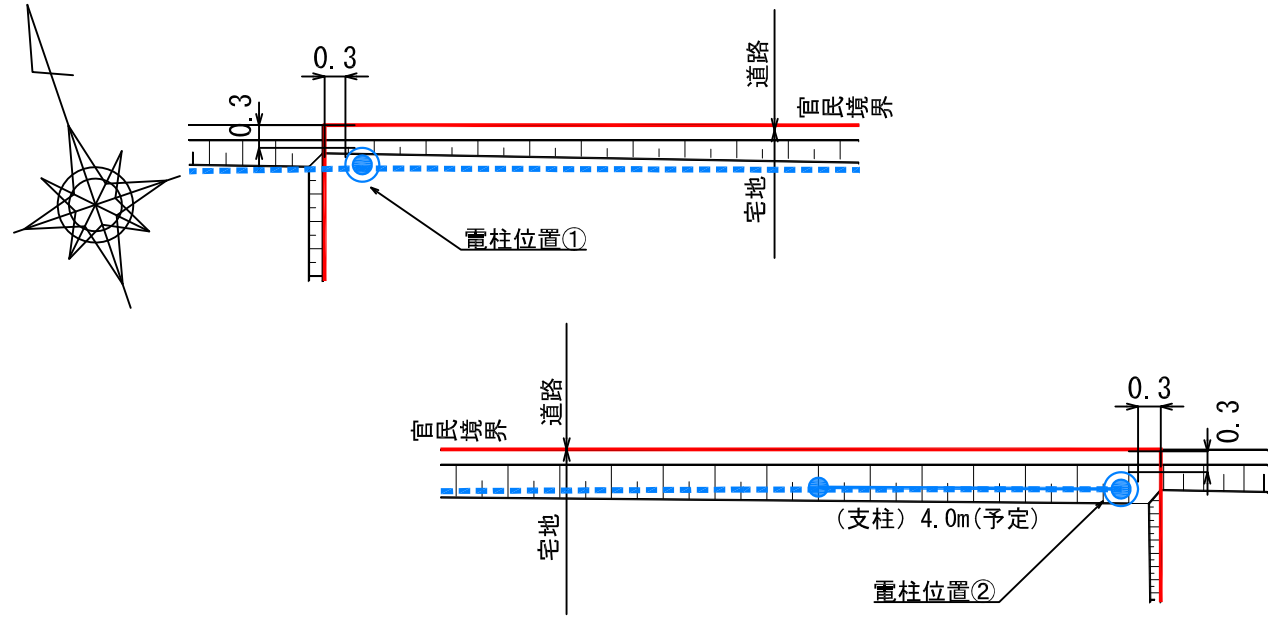 0.3
0.3
道路
官民境界
宅地
電柱位置①
道路
官民境界
0.3
0.3
宅地
(支柱) 4.0m(予定)
電柱位置②